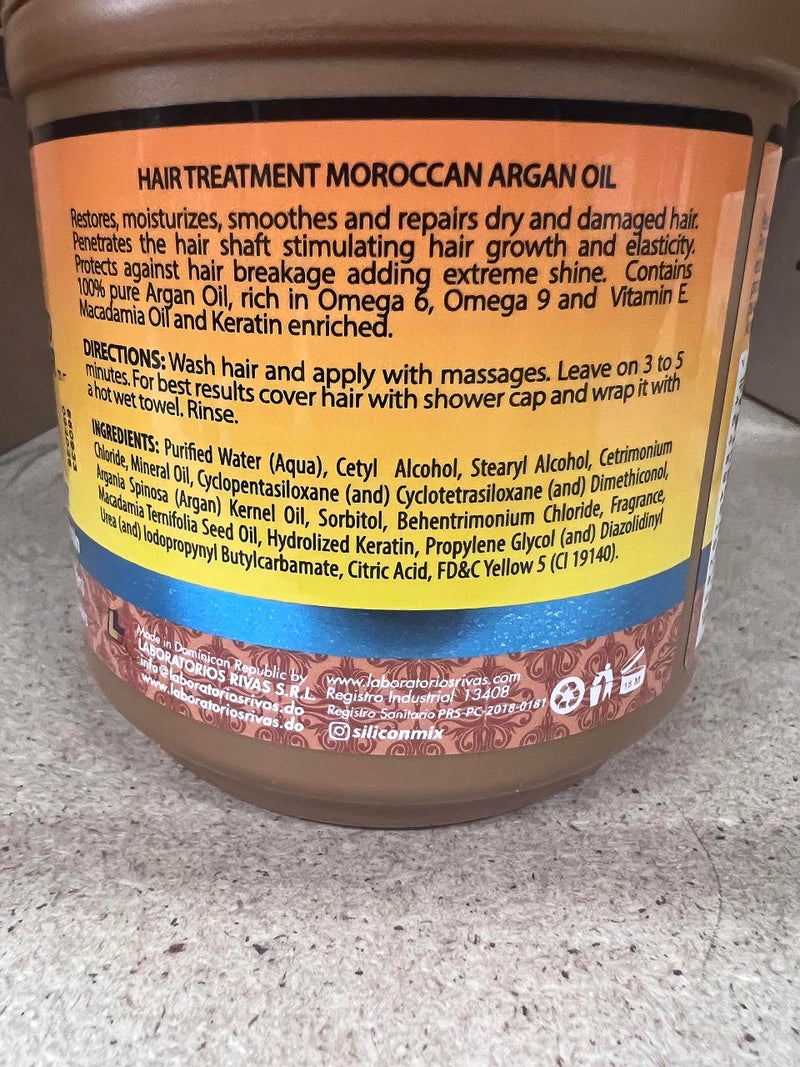 HAIR TREATMENT MOROCCAN ARGAN OIL
Restores, moisturizes, smoothes and repairs dry and damaged hair.
Penetrates the hair shaft stimulating hair growth and elasticity.
Protects against hair breakage adding extreme shine. Contains
100% pure Argan Oil, rich in Omega 6, Omega 9 and Vitamin E.
Macadamia Oil and Keratin enriched.
DIRECTIONS: Wash hair and apply with massages. Leave on 3 to 5
minutes. For best results cover hair with shower cap and wrap it with
a hot wet towel. Rinse.
INGREDIENTS: Purified Water (Aqua), Cetyl Alcohol, Stearyl Alcohol, Cetrimonium
Chloride, Mineral Oil, Cyclopentasiloxane (and) Cyclotetrasiloxane (and) Dimethiconol,
Argania Spinosa (Argan) Kernel Oil, Sorbitol, Behentrimonium Chloride, Fragrance,
Macadamia Ternifolia Seed Oil, Hydrolized Keratin, Propylene Glycol (and) Diazolidinyl
Urea (and) Iodopropynyl Butylcarbamate, Citric Acid, FD&C Yellow 5 (CI 19140).
Made in Dominican Republic by
LABORATORIOS RIVAS S.R.L.
info@laboratoriosrivas.do
www.laboratoriosrivas.do
www.laboratoriosrivas.com
Registro Industrial 13408
Registro Sanitario PRS-PC-2018-0181
siliconmix